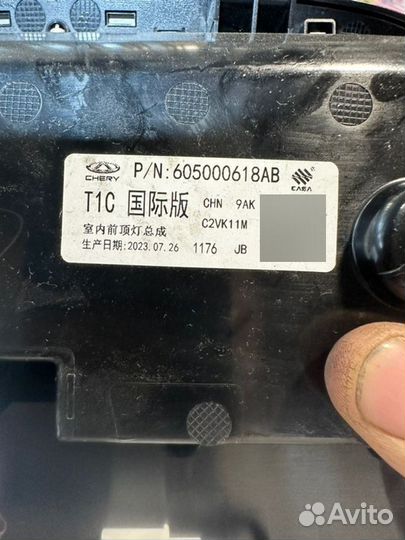 CHERY P/N:605000618AB CAEA
T1C 国际版 CHN 9AK
C2VK11M
室内前顶灯总成
生产日期:2023.07.26 1176 JB
Avito